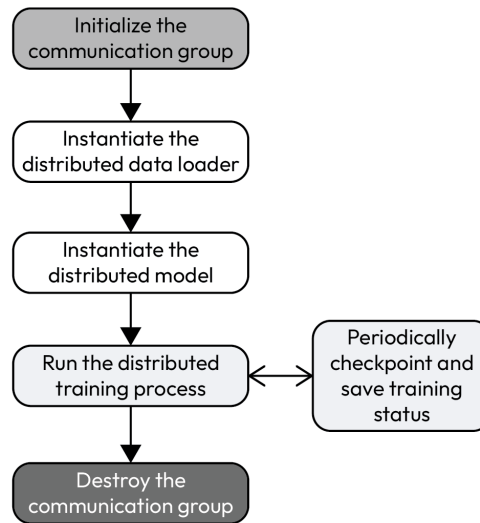 Initialize the
communication group
Instantiate the
distributed data loader
Instantiate the
distributed model
Run the distributed
training process
Periodically
checkpoint and
save training
status
Destroy the
communication group